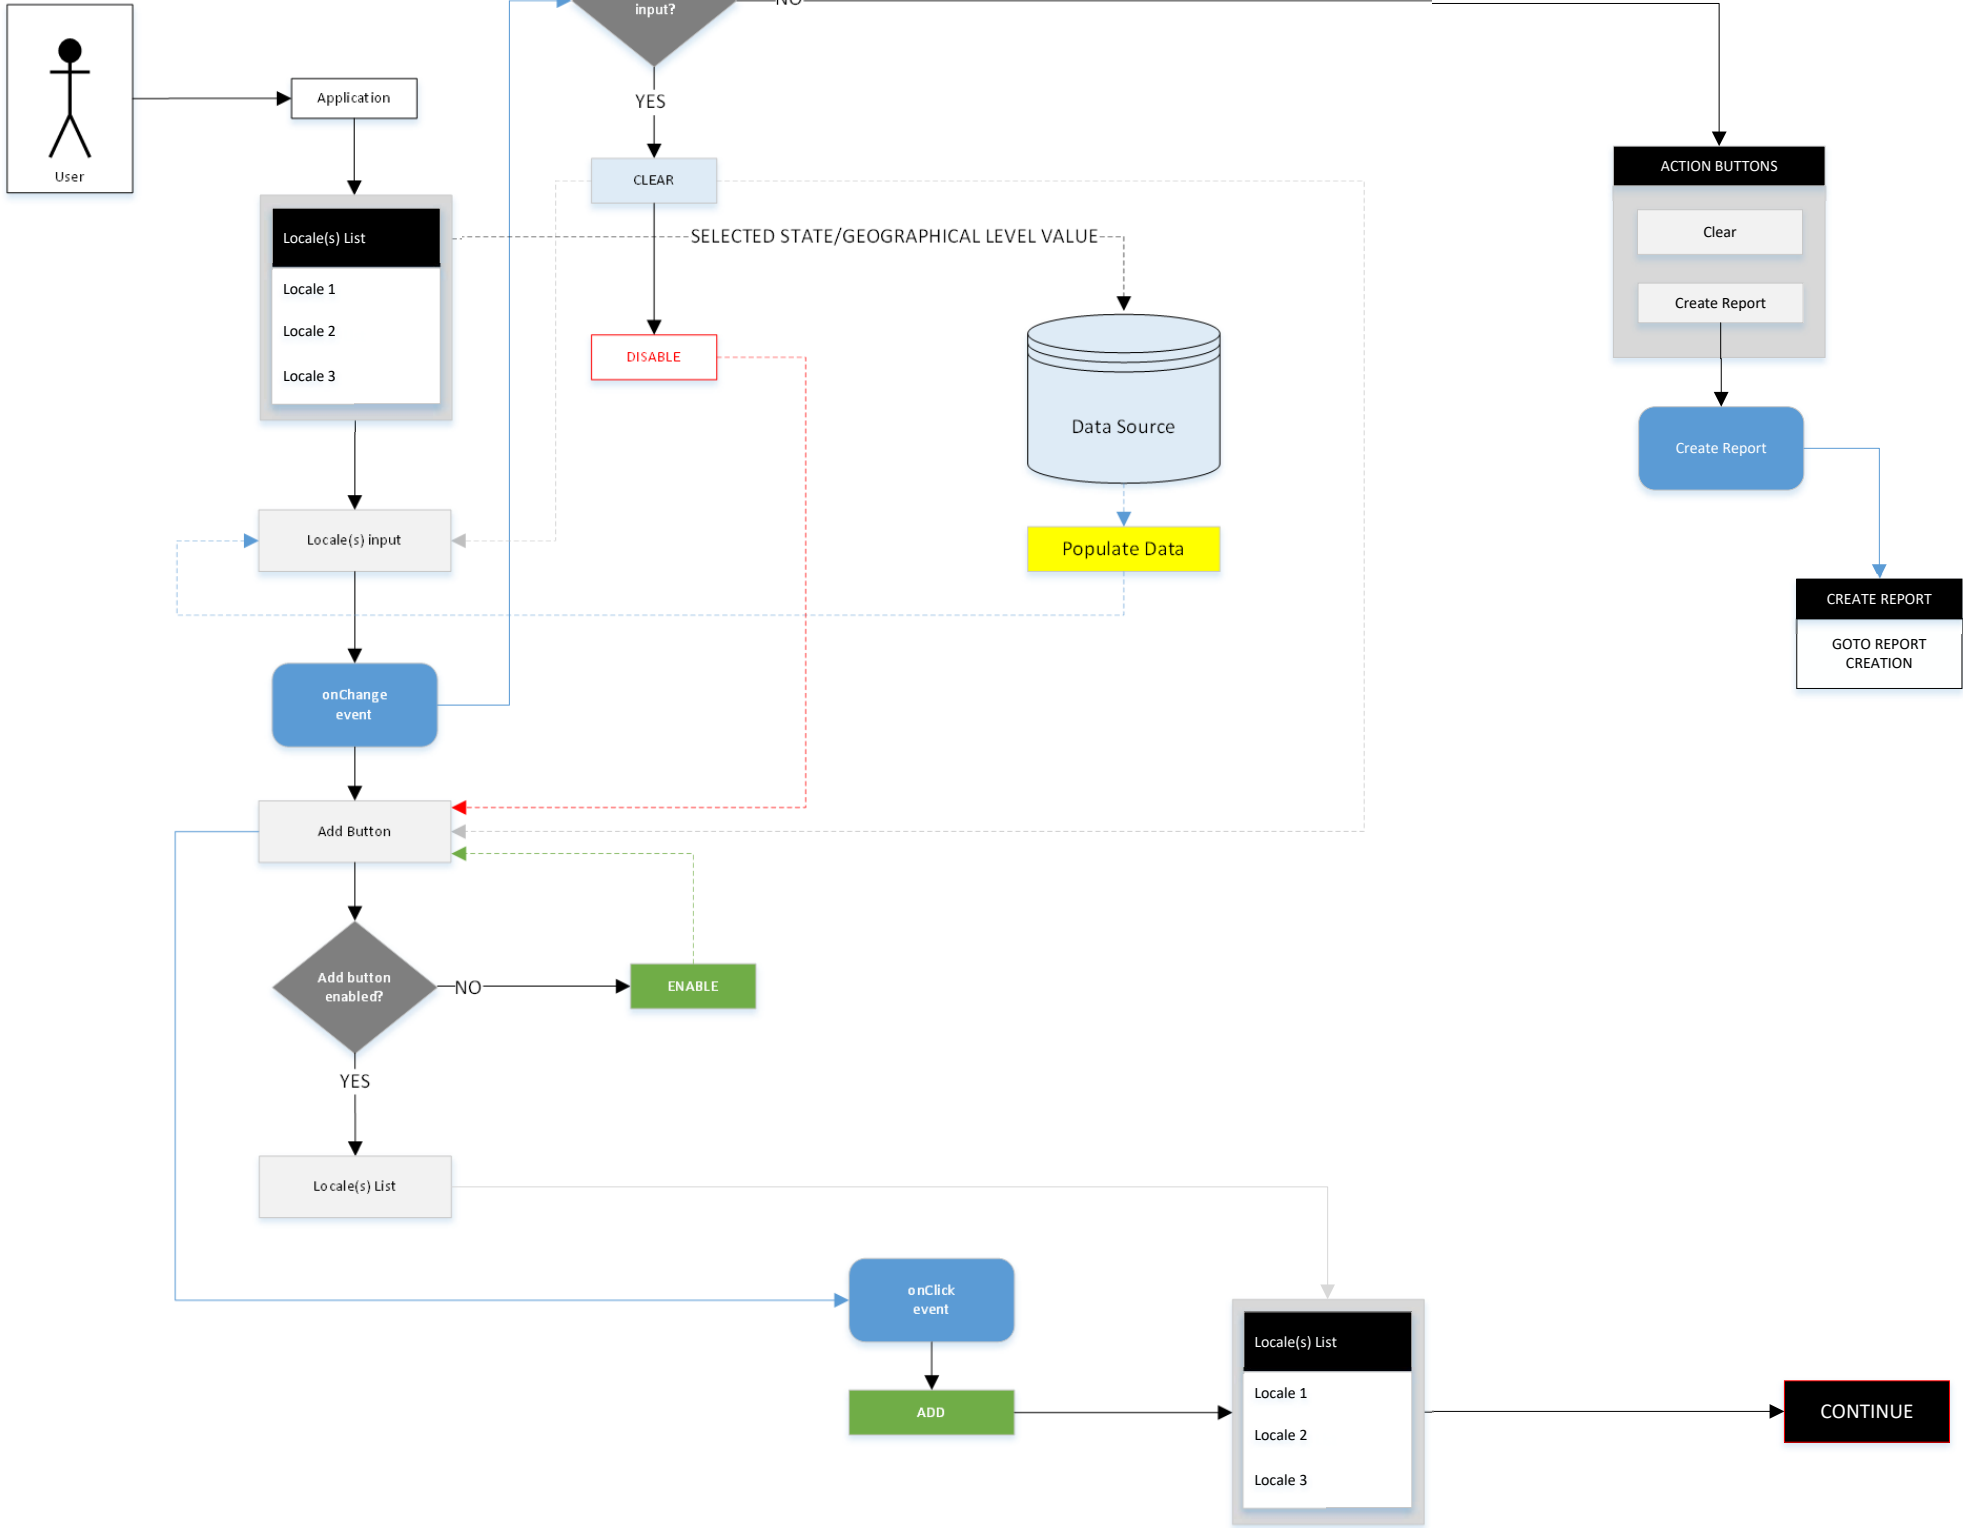 input?
NO
User
Application
YES
CLEAR
ACTION BUTTONS
Clear
Create Report
Locale(s) List
Locale 1
Locale 2
Locale 3
SELECTED STATE/GEOGRAPHICAL LEVEL VALUE
DISABLE
Data Source
Create Report
Locale(s) input
Populate Data
CREATE REPORT
GOTO REPORT
CREATION
onChange
event
Add Button
Add button
enabled?
NO
ENABLE
YES
Locale(s) List
onClick
event
ADD
Locale(s) List
Locale 1
Locale 2
Locale 3
CONTINUE